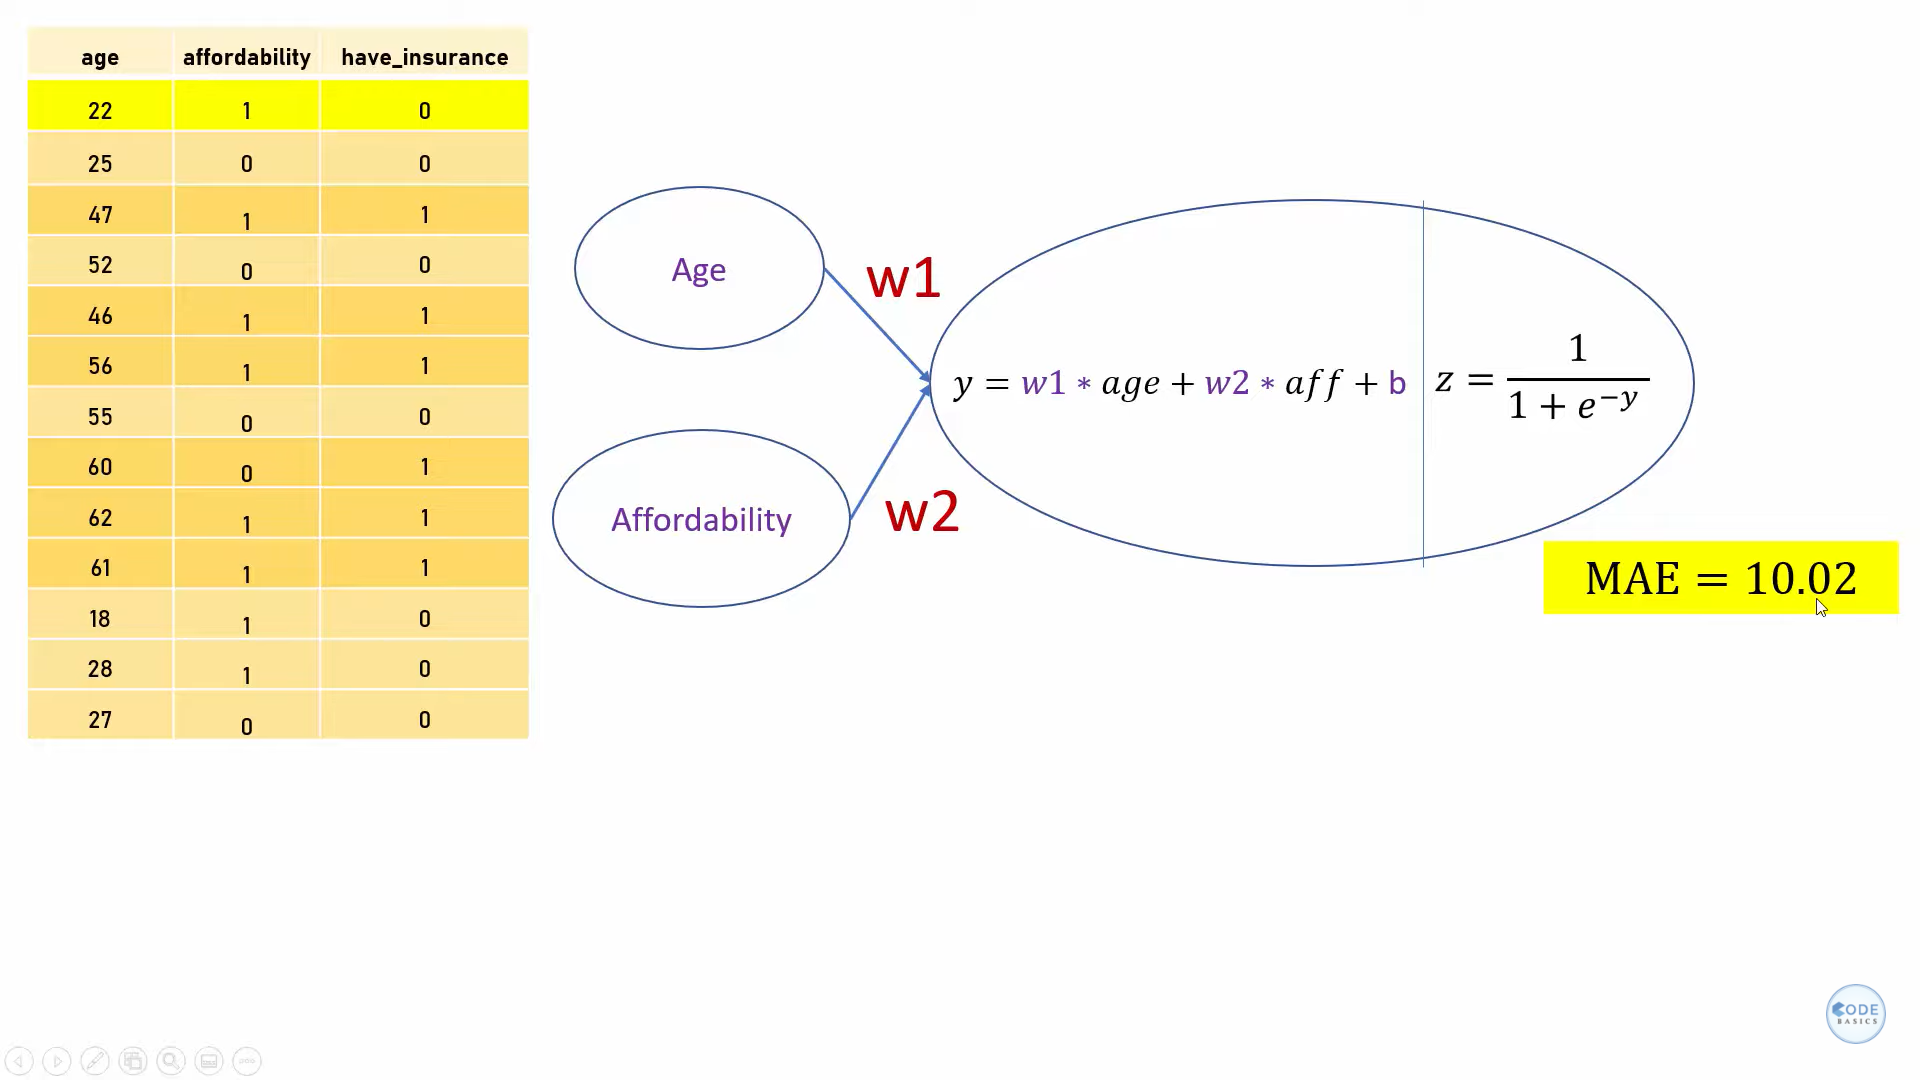 age affordability have_insurance
22 1 0
25 0 0
47 1 1
52 0 0
46 1 1
56 1 1
55 0 0
60 0 1
62 1 1
61 1 1
18 1 0
28 1 0
27 0 0
Age
w1
Affordability
w2
y = w1 * age + w2 * aff + b
z = 1 / (1 + e^{-y})
MAE = 10.02
CODE
BASICS